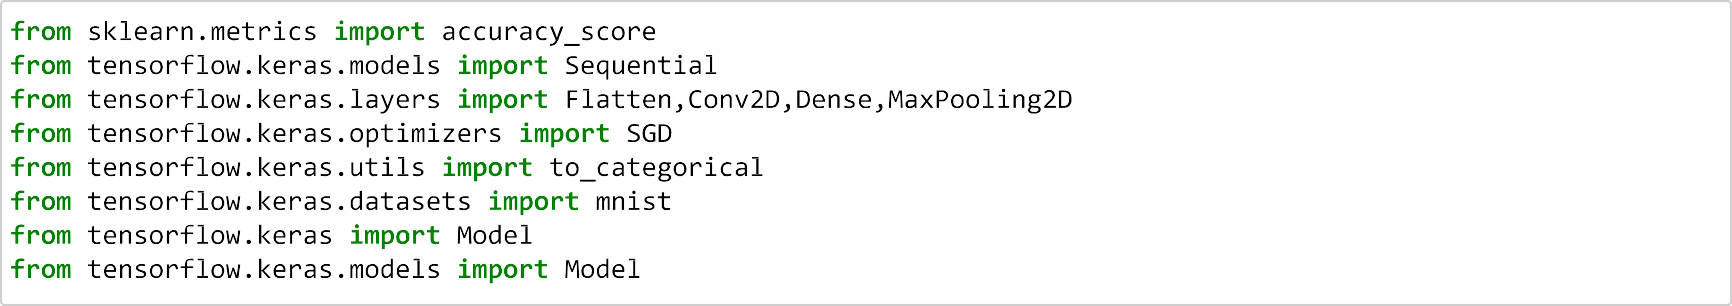 from sklearn.metrics import accuracy_score
from tensorflow.keras.models import Sequential
from tensorflow.keras.layers import Flatten,Conv2D,Dense,MaxPooling2D
from tensorflow.keras.optimizers import SGD
from tensorflow.keras.utils import to_categorical
from tensorflow.keras.datasets import mnist
from tensorflow.keras import Model
from tensorflow.keras.models import Model